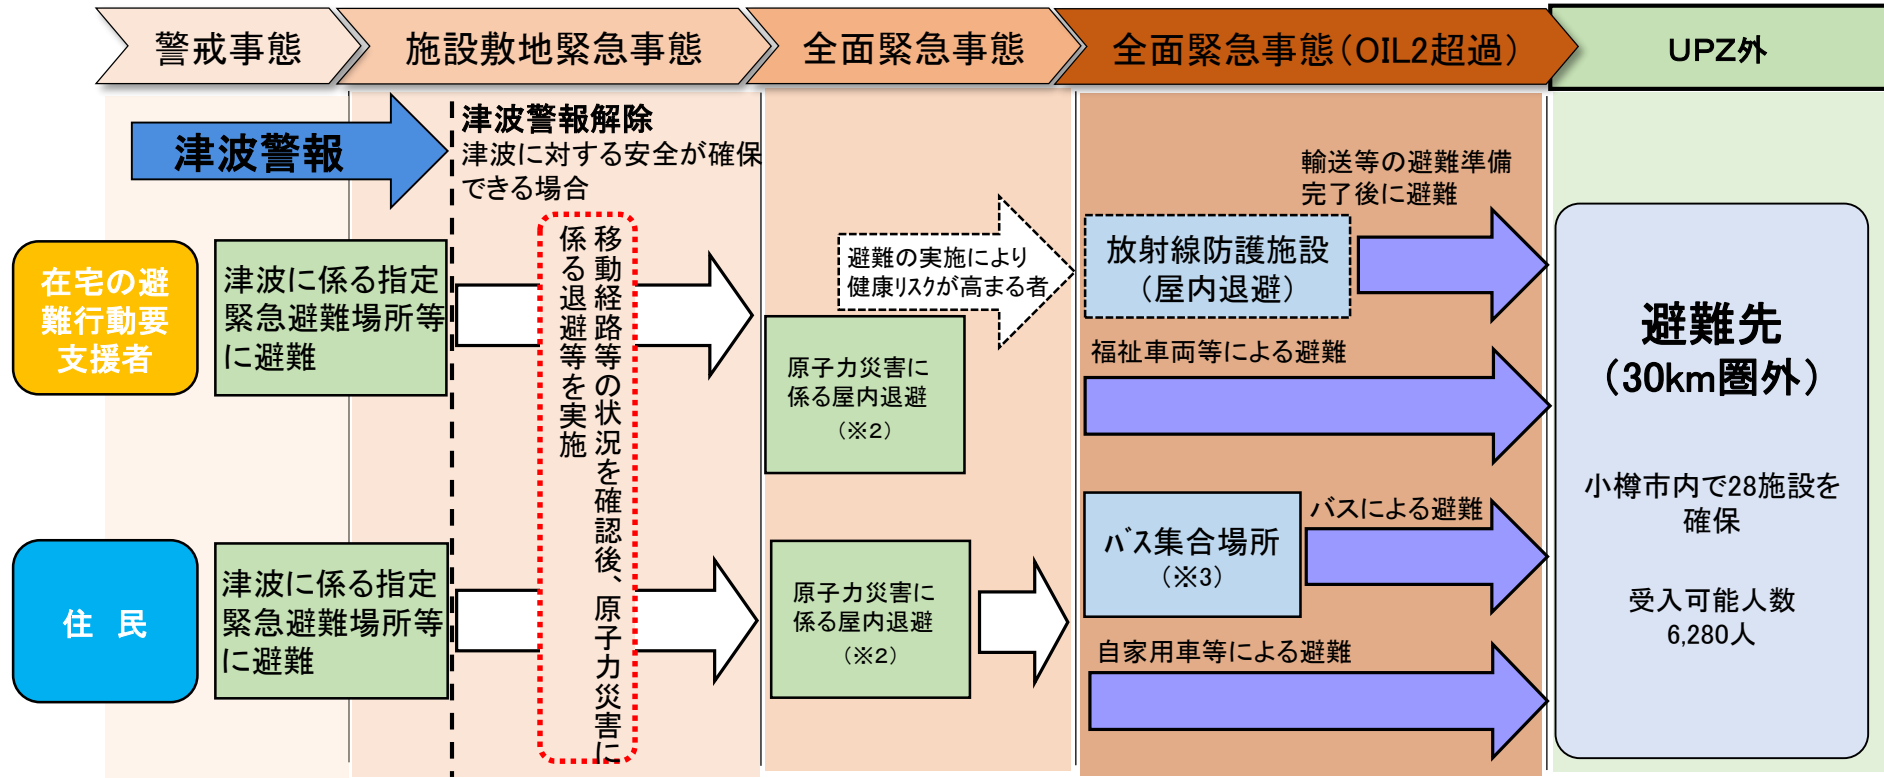 警戒事態
施設敷地緊急事態
全面緊急事態
全面緊急事態（OIL2超過）
UPZ外
津波警報
津波警報解除
津波に対する安全が確保
できる場合
輸送等の避難準備
完了後に避難
在宅の避
難行動要
支援者
津波に係る指定
緊急避難場所等
に避難
移動経路等の状況を確認後、原子力災害に
係る退避等を実施
避難の実施により
健康ﾘｽｸが高まる者
原子力災害に
係る屋内退避
（※2）
放射線防護施設
（屋内退避）
福祉車両等による避難
避難先
（30km圏外）
小樽市内で28施設を
確保
受入可能人数
6,280人
住 民
津波に係る指定
緊急避難場所等
に避難
原子力災害に
係る屋内退避
（※2）
バス集合場所
（※3）
バスによる避難
自家用車等による避難